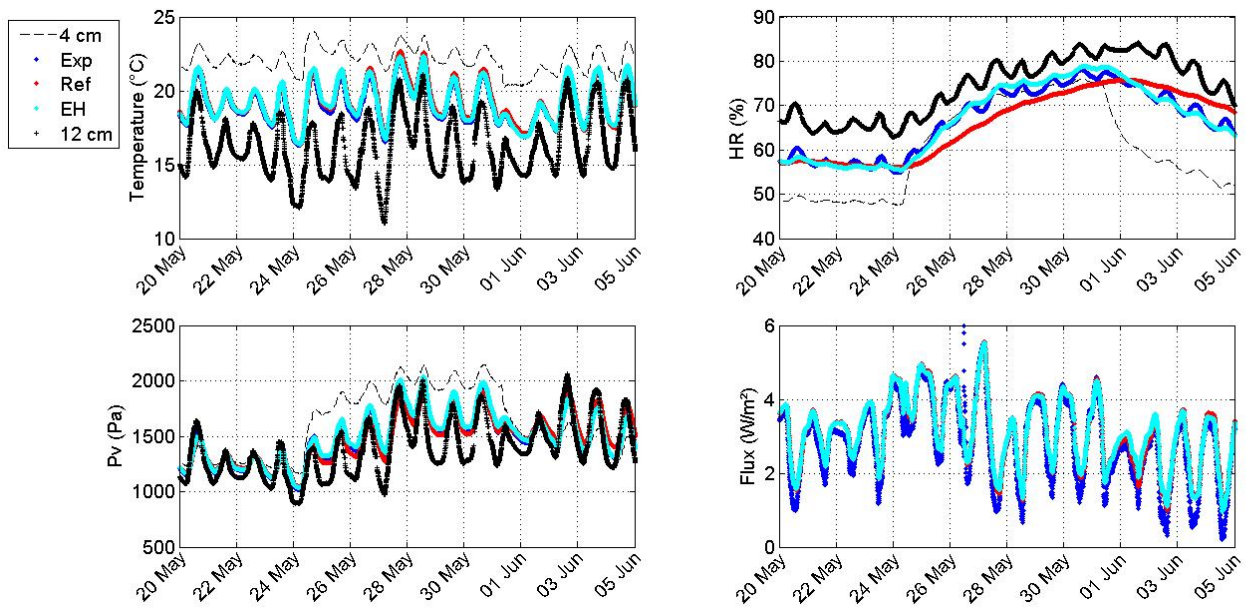 4 cm
Exp
Ref
EH
12 cm
Temperature (°C)
25
20
15
10
20 May
22 May
24 May
26 May
28 May
30 May
01 Jun
03 Jun
05 Jun
HR (%)
90
80
70
60
50
40
20 May
22 May
24 May
26 May
28 May
30 May
01 Jun
03 Jun
05 Jun
Pv (Pa)
2500
2000
1500
1000
500
20 May
22 May
24 May
26 May
28 May
30 May
01 Jun
03 Jun
05 Jun
Flux (W/m²)
6
4
2
0
20 May
22 May
24 May
26 May
28 May
30 May
01 Jun
03 Jun
05 Jun